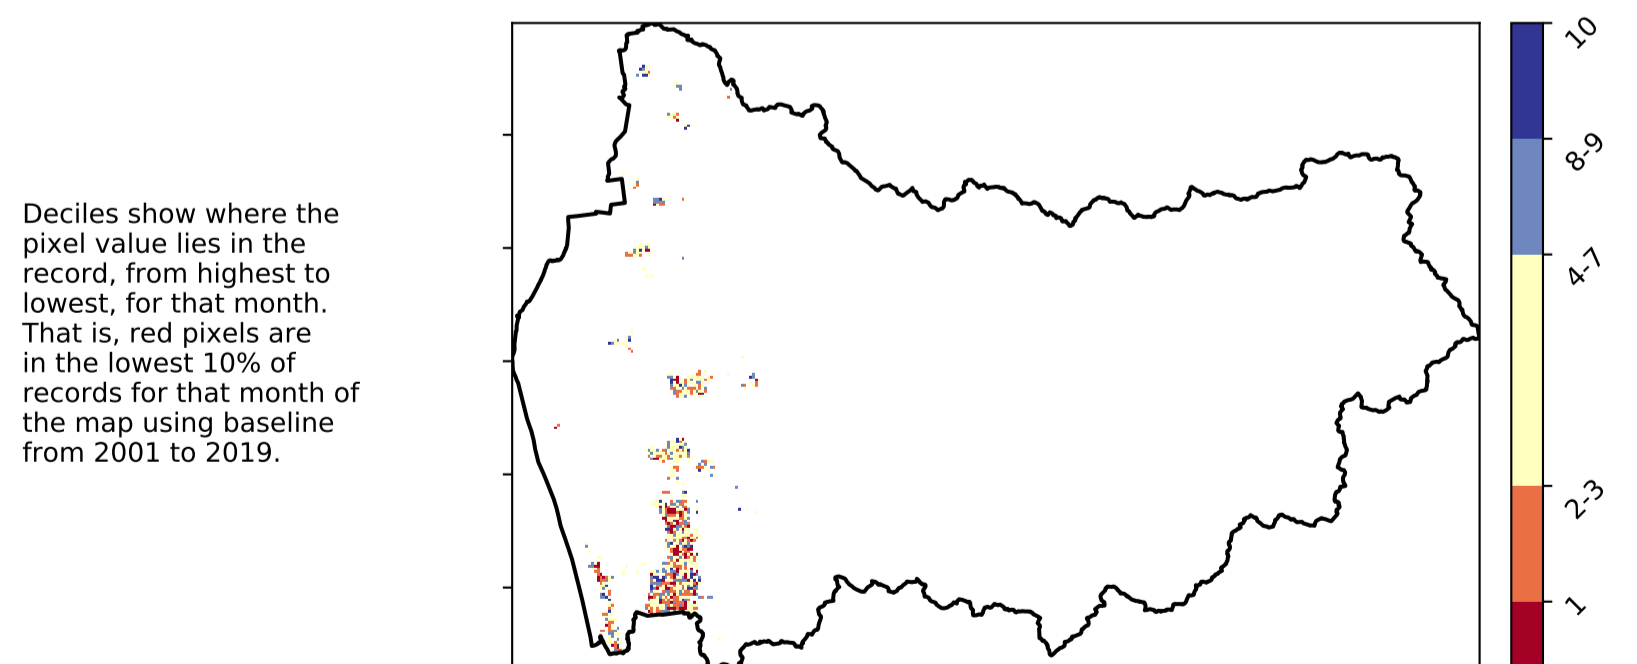 Deciles show where the
pixel value lies in the
record, from highest to
lowest, for that month.
That is, red pixels are
in the lowest 10% of
records for that month of
the map using baseline
from 2001 to 2019.
10
8-9
4-7
2-3
1